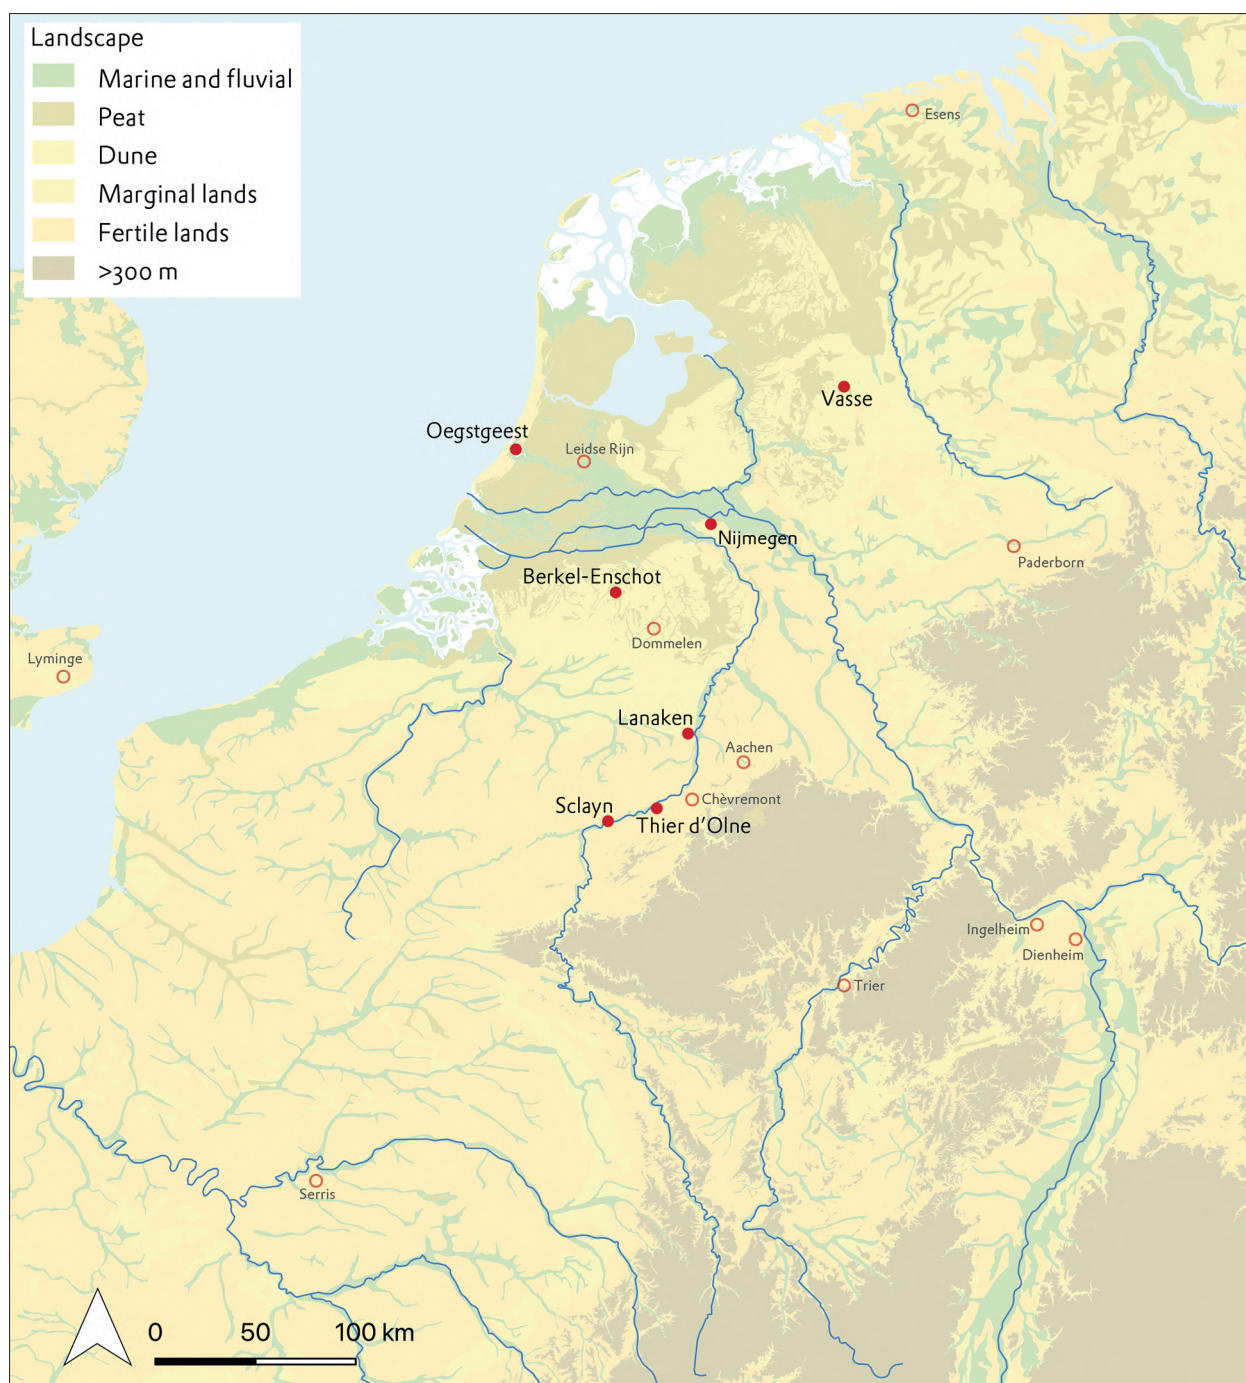 Landscape
Marine and fluvial
Peat
Dune
Marginal lands
Fertile lands
>300 m
Esens
Vasse
Oegstgeest
Leidse Rijn
Nijmegen
Paderborn
Berkel-Enschot
Dommelen
Lyminge
Lanaken
Aachen
Chèvremont
Sclayn
Thier d'Olne
Ingelheim
Dienheim
Trier
Serris
0 50 100 km